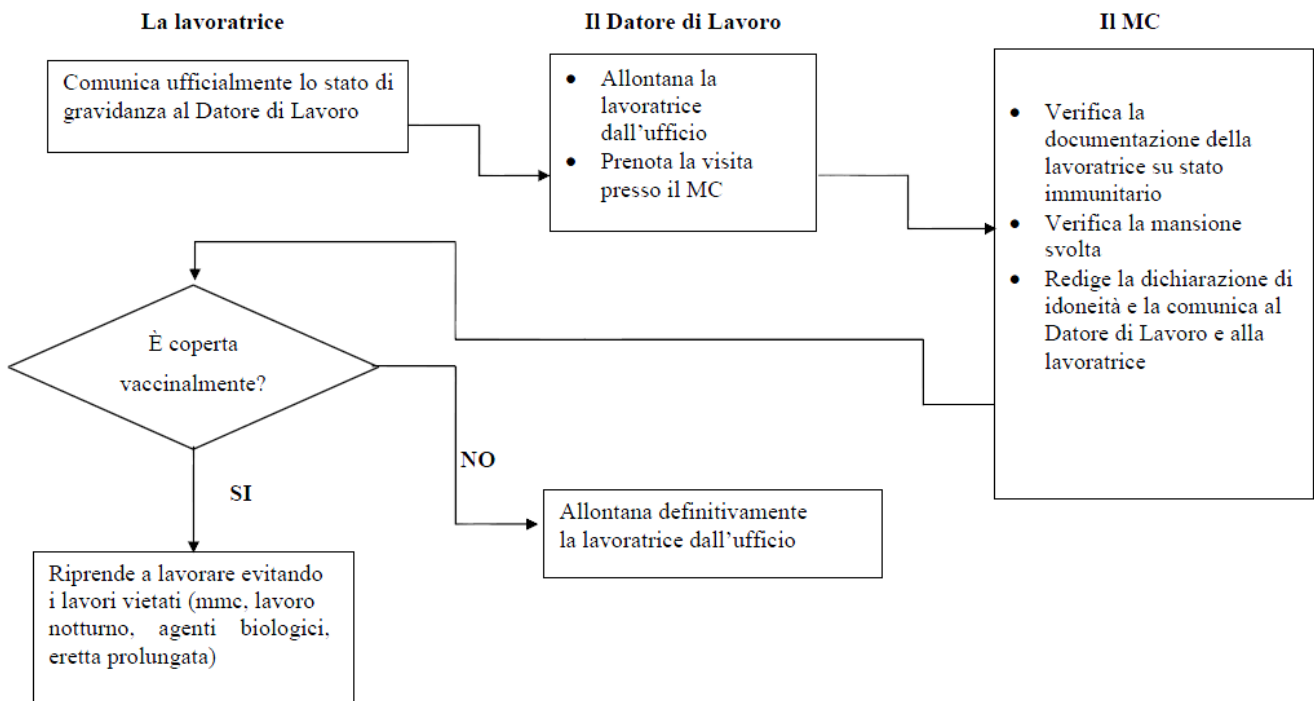 La lavoratrice
Il Datore di Lavoro
Il MC
Comunica ufficialmente lo stato di
gravidanza al Datore di Lavoro
• Allontana la
lavoratrice
dall'ufficio
• Prenota la visita
presso il MC
• Verifica la
documentazione della
lavoratrice su stato
immunitario
• Verifica la mansione
svolta
• Redige la dichiarazione di
idoneità e la comunica al
Datore di Lavoro e alla
lavoratrice
È coperta
vaccinalmente?
NO
SI
Allontana definitivamente
la lavoratrice dall'ufficio
Riprende a lavorare evitando
i lavori vietati (mmc, lavoro
notturno, agenti biologici,
eretta prolungata)